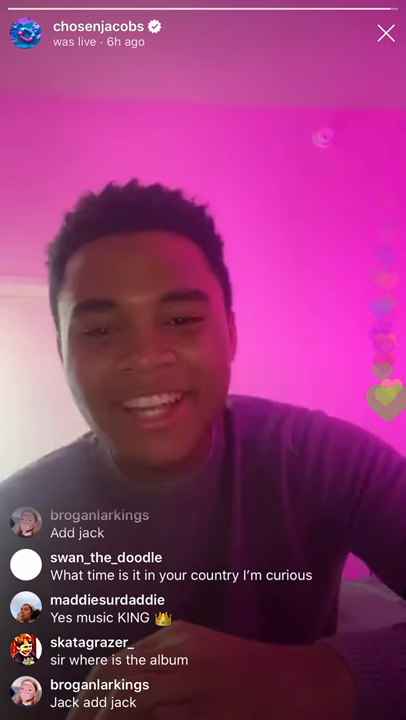 chosenjacobs
was live · 6h ago
broganlarkings
Add jack
swan_the_doodle
What time is it in your country I'm curious
maddiesurdaddie
Yes music KING 👑
skatagrazer_
sir where is the album
broganlarkings
Jack add jack